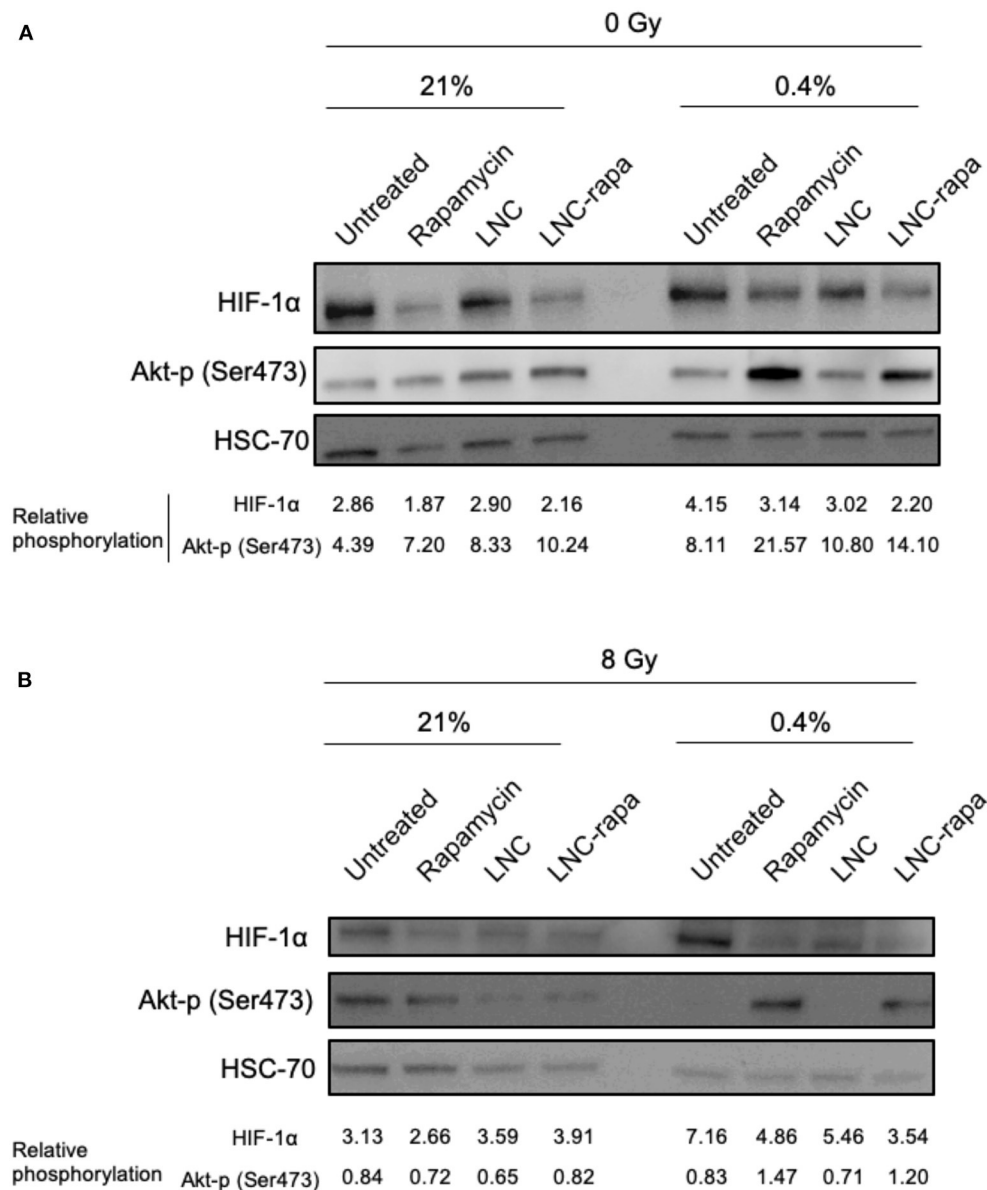 A
0 Gy
21% 0.4%
Untreated Rapamycin LNC LNC-rapa Untreated Rapamycin LNC LNC-rapa
HIF-1α
Akt-p (Ser473)
HSC-70
Relative phosphorylation
HIF-1α 2.86 1.87 2.90 2.16 4.15 3.14 3.02 2.20
Akt-p (Ser473) 4.39 7.20 8.33 10.24 8.11 21.57 10.80 14.10
B
8 Gy
21% 0.4%
Untreated Rapamycin LNC LNC-rapa Untreated Rapamycin LNC LNC-rapa
HIF-1α
Akt-p (Ser473)
HSC-70
Relative phosphorylation
HIF-1α 3.13 2.66 3.59 3.91 7.16 4.86 5.46 3.54
Akt-p (Ser473) 0.84 0.72 0.65 0.82 0.83 1.47 0.71 1.20